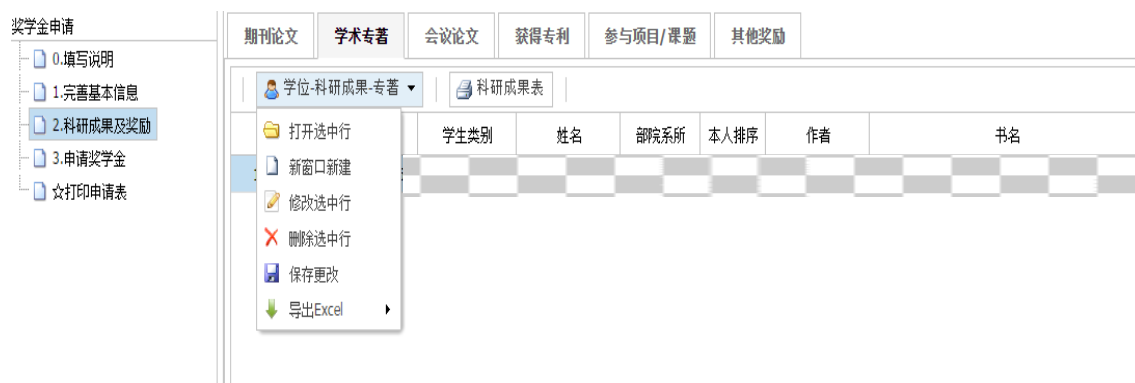 奖学金申请
0.填写说明
1.完善基本信息
2.科研成果及奖励
3.申请奖学金
☆打印申请表
期刊论文 学术专著 会议论文 获得专利 参与项目/课题 其他奖励
学位-科研成果-专著 科研成果表
学生类别 姓名 部院系所 本人排序 作者 书名
打开选中行
新窗口新建
修改选中行
删除选中行
保存更改
导出Excel